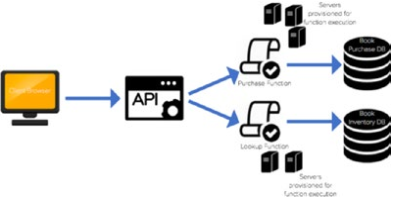 Servers
provisioned for
function execution
Book
Purchase DB
Purchase Function
Client Browser
API
Book
Inventory DB
Lookup Function
Servers
provisioned for
function execution